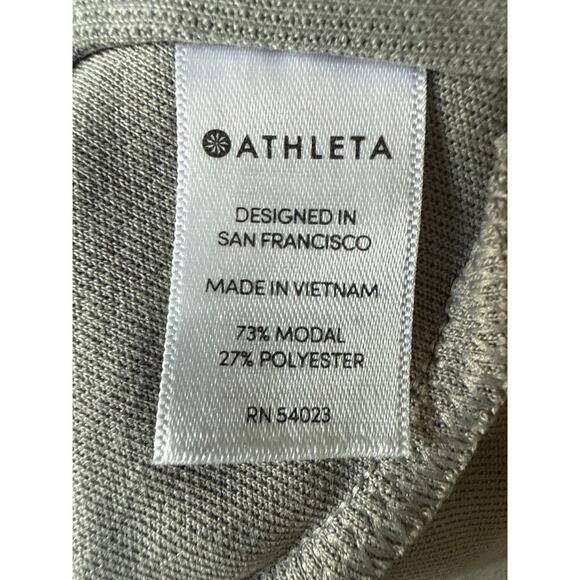 ATHLETA
DESIGNED IN
SAN FRANCISCO
MADE IN VIETNAM
73% MODAL
27% POLYESTER
RN 54023